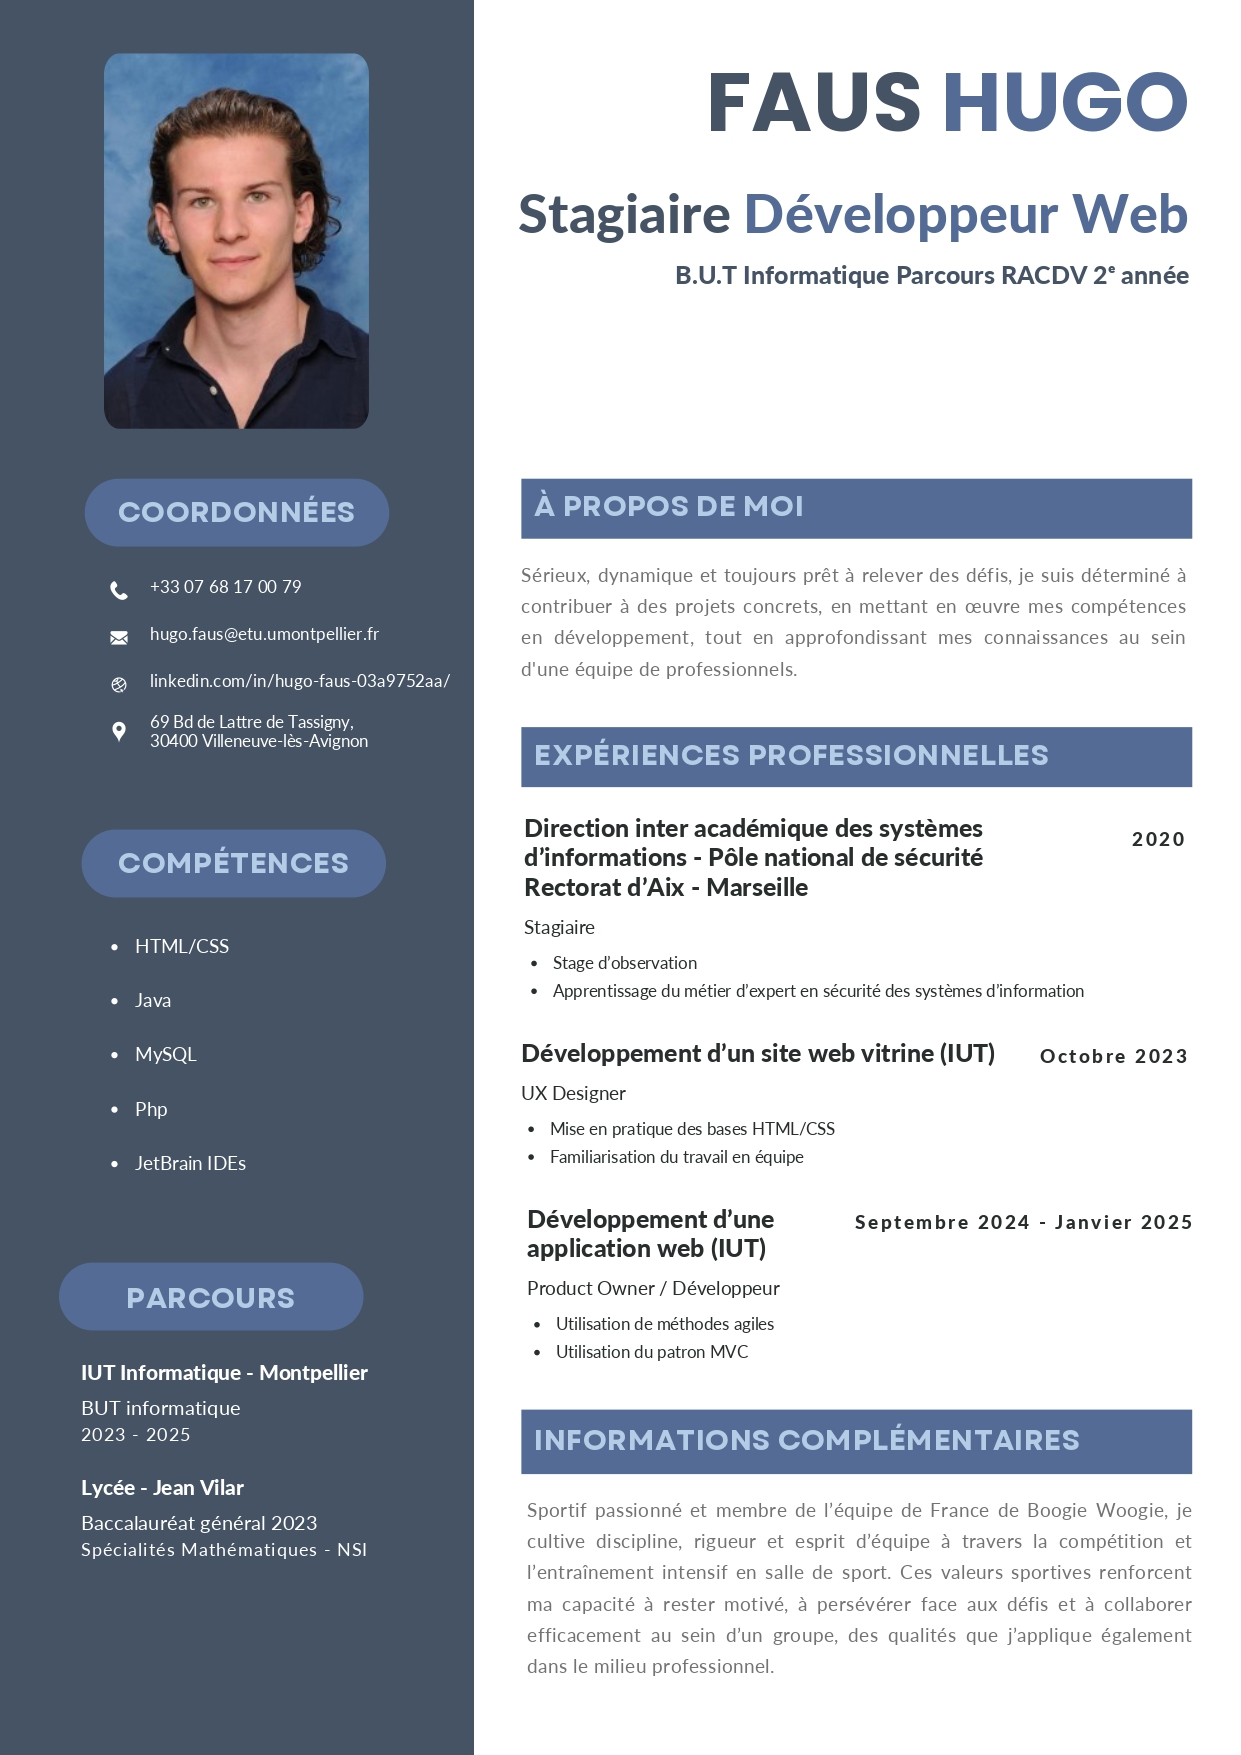 FAUS HUGO
Stagiaire Développeur Web
B.U.T Informatique Parcours RACDV 2e année
COORDONNÉES
+33 07 68 17 00 79
hugo.faus@etu.umontpellier.fr
linkedin.com/in/hugo-faus-03a9752aa/
69 Bd de Lattre de Tassigny,
30400 Villeneuve-lès-Avignon
COMPÉTENCES
• HTML/CSS
• Java
• MySQL
• Php
• JetBrain IDEs
PARCOURS
IUT Informatique - Montpellier
BUT informatique
2023 - 2025
Lycée - Jean Vilar
Baccalauréat général 2023
Spécialités Mathématiques - NSI
À PROPOS DE MOI
Sérieux, dynamique et toujours prêt à relever des défis, je suis déterminé à
contribuer à des projets concrets, en mettant en œuvre mes compétences
en développement, tout en approfondissant mes connaissances au sein
d'une équipe de professionnels.
EXPÉRIENCES PROFESSIONNELLES
Direction inter académique des systèmes
d’informations - Pôle national de sécurité
Rectorat d’Aix - Marseille
2020
Stagiaire
• Stage d’observation
• Apprentissage du métier d’expert en sécurité des systèmes d’information
Développement d’un site web vitrine (IUT)
Octobre 2023
UX Designer
• Mise en pratique des bases HTML/CSS
• Familiarisation du travail en équipe
Développement d’une
application web (IUT)
Septembre 2024 - Janvier 2025
Product Owner / Développeur
• Utilisation de méthodes agiles
• Utilisation du patron MVC
INFORMATIONS COMPLÉMENTAIRES
Sportif passionné et membre de l’équipe de France de Boogie Woogie, je
cultive discipline, rigueur et esprit d’équipe à travers la compétition et
l’entraînement intensif en salle de sport. Ces valeurs sportives renforcent
ma capacité à rester motivé, à persévérer face aux défis et à collaborer
efficacement au sein d’un groupe, des qualités que j’applique également
dans le milieu professionnel.